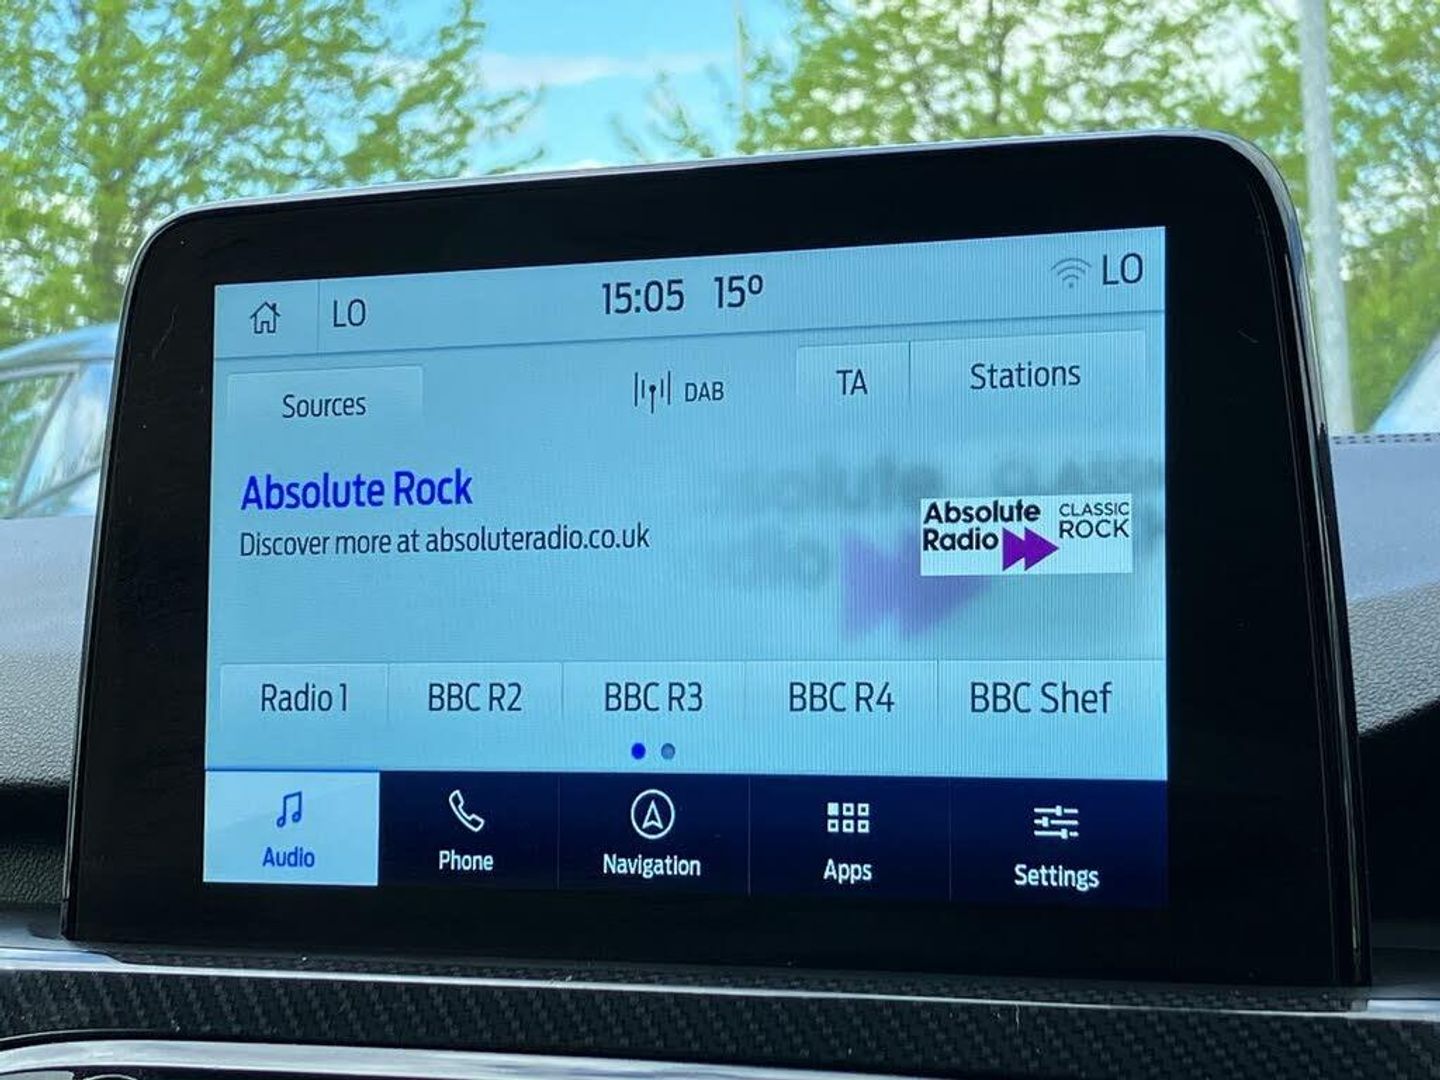 LO 15:05 15º LO
Sources DAB TA Stations
Absolute Rock
Discover more at absoluteradio.co.uk
Absolute
Radio
CLASSIC
ROCK
Radio 1 BBC R2 BBC R3 BBC R4 BBC Shef
Audio Phone Navigation Apps Settings